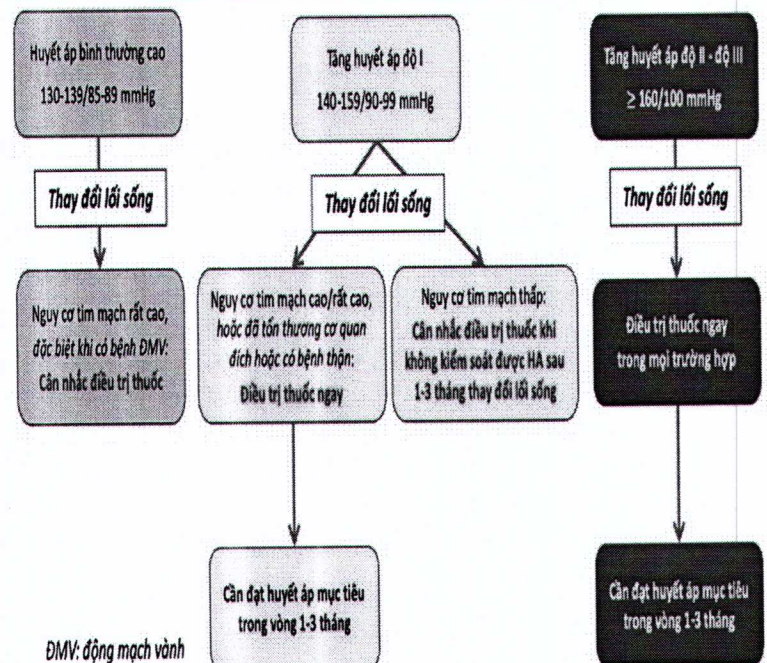 Huyết áp bình thường cao
130-139/85-89 mmHg
Tăng huyết áp độ I
140-159/90-99 mmHg
Tăng huyết áp độ II - độ III
≥ 160/100 mmHg
Thay đổi lối sống
Thay đổi lối sống
Thay đổi lối sống
Nguy cơ tim mạch rất cao,
đặc biệt khi có bệnh ĐMV:
Cân nhắc điều trị thuốc
Nguy cơ tim mạch cao/rất cao,
hoặc đã tổn thương cơ quan
đích hoặc có bệnh thận:
Điều trị thuốc ngay
Nguy cơ tim mạch thấp:
Cân nhắc điều trị thuốc khi
không kiểm soát được HA sau
1-3 tháng thay đổi lối sống
Điều trị thuốc ngay
trong mọi trường hợp
Cần đạt huyết áp mục tiêu
trong vòng 1-3 tháng
Cần đạt huyết áp mục tiêu
trong vòng 1-3 tháng
ĐMV: động mạch vành